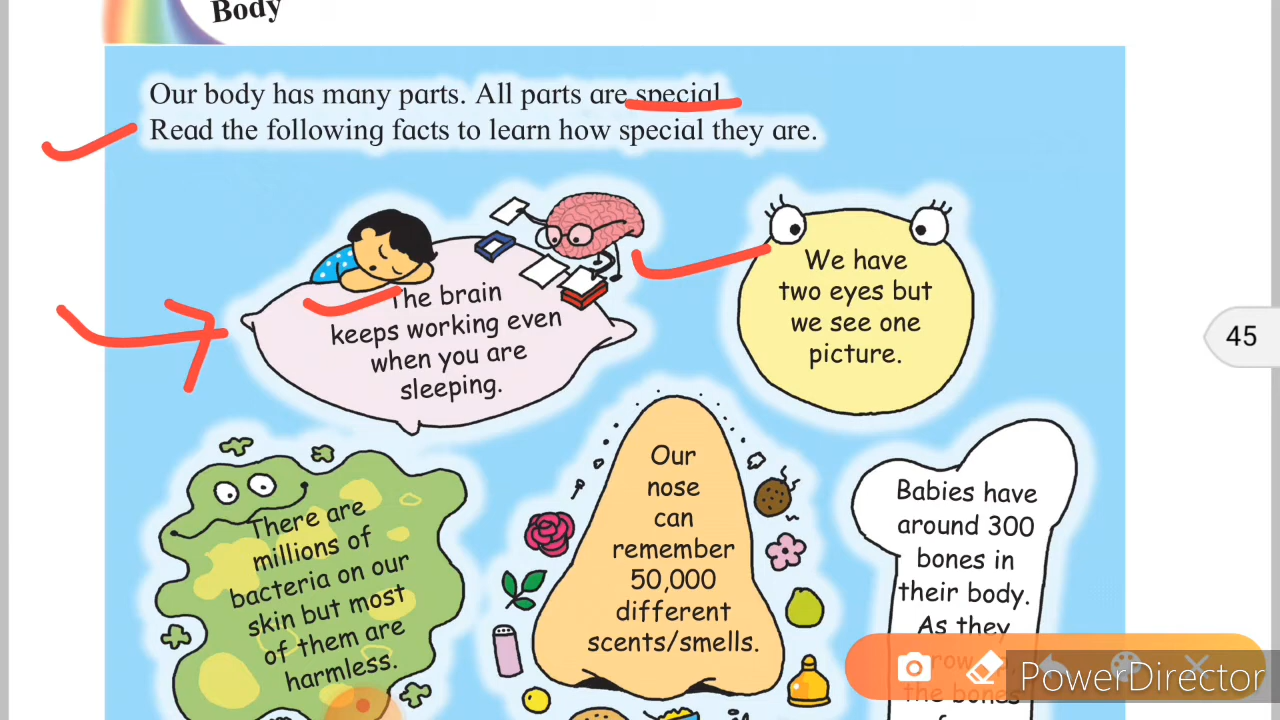 Body
Our body has many parts. All parts are special.
Read the following facts to learn how special they are.
The brain
keeps working even
when you are
sleeping.
We have
two eyes but
we see one
picture.
45
There are
millions of
bacteria on our
skin but most
of them are
harmless.
Our
nose
can
remember
50,000
different
scents/smells.
Babies have
around 300
bones in
their body.
As they
the bones
PowerDirector